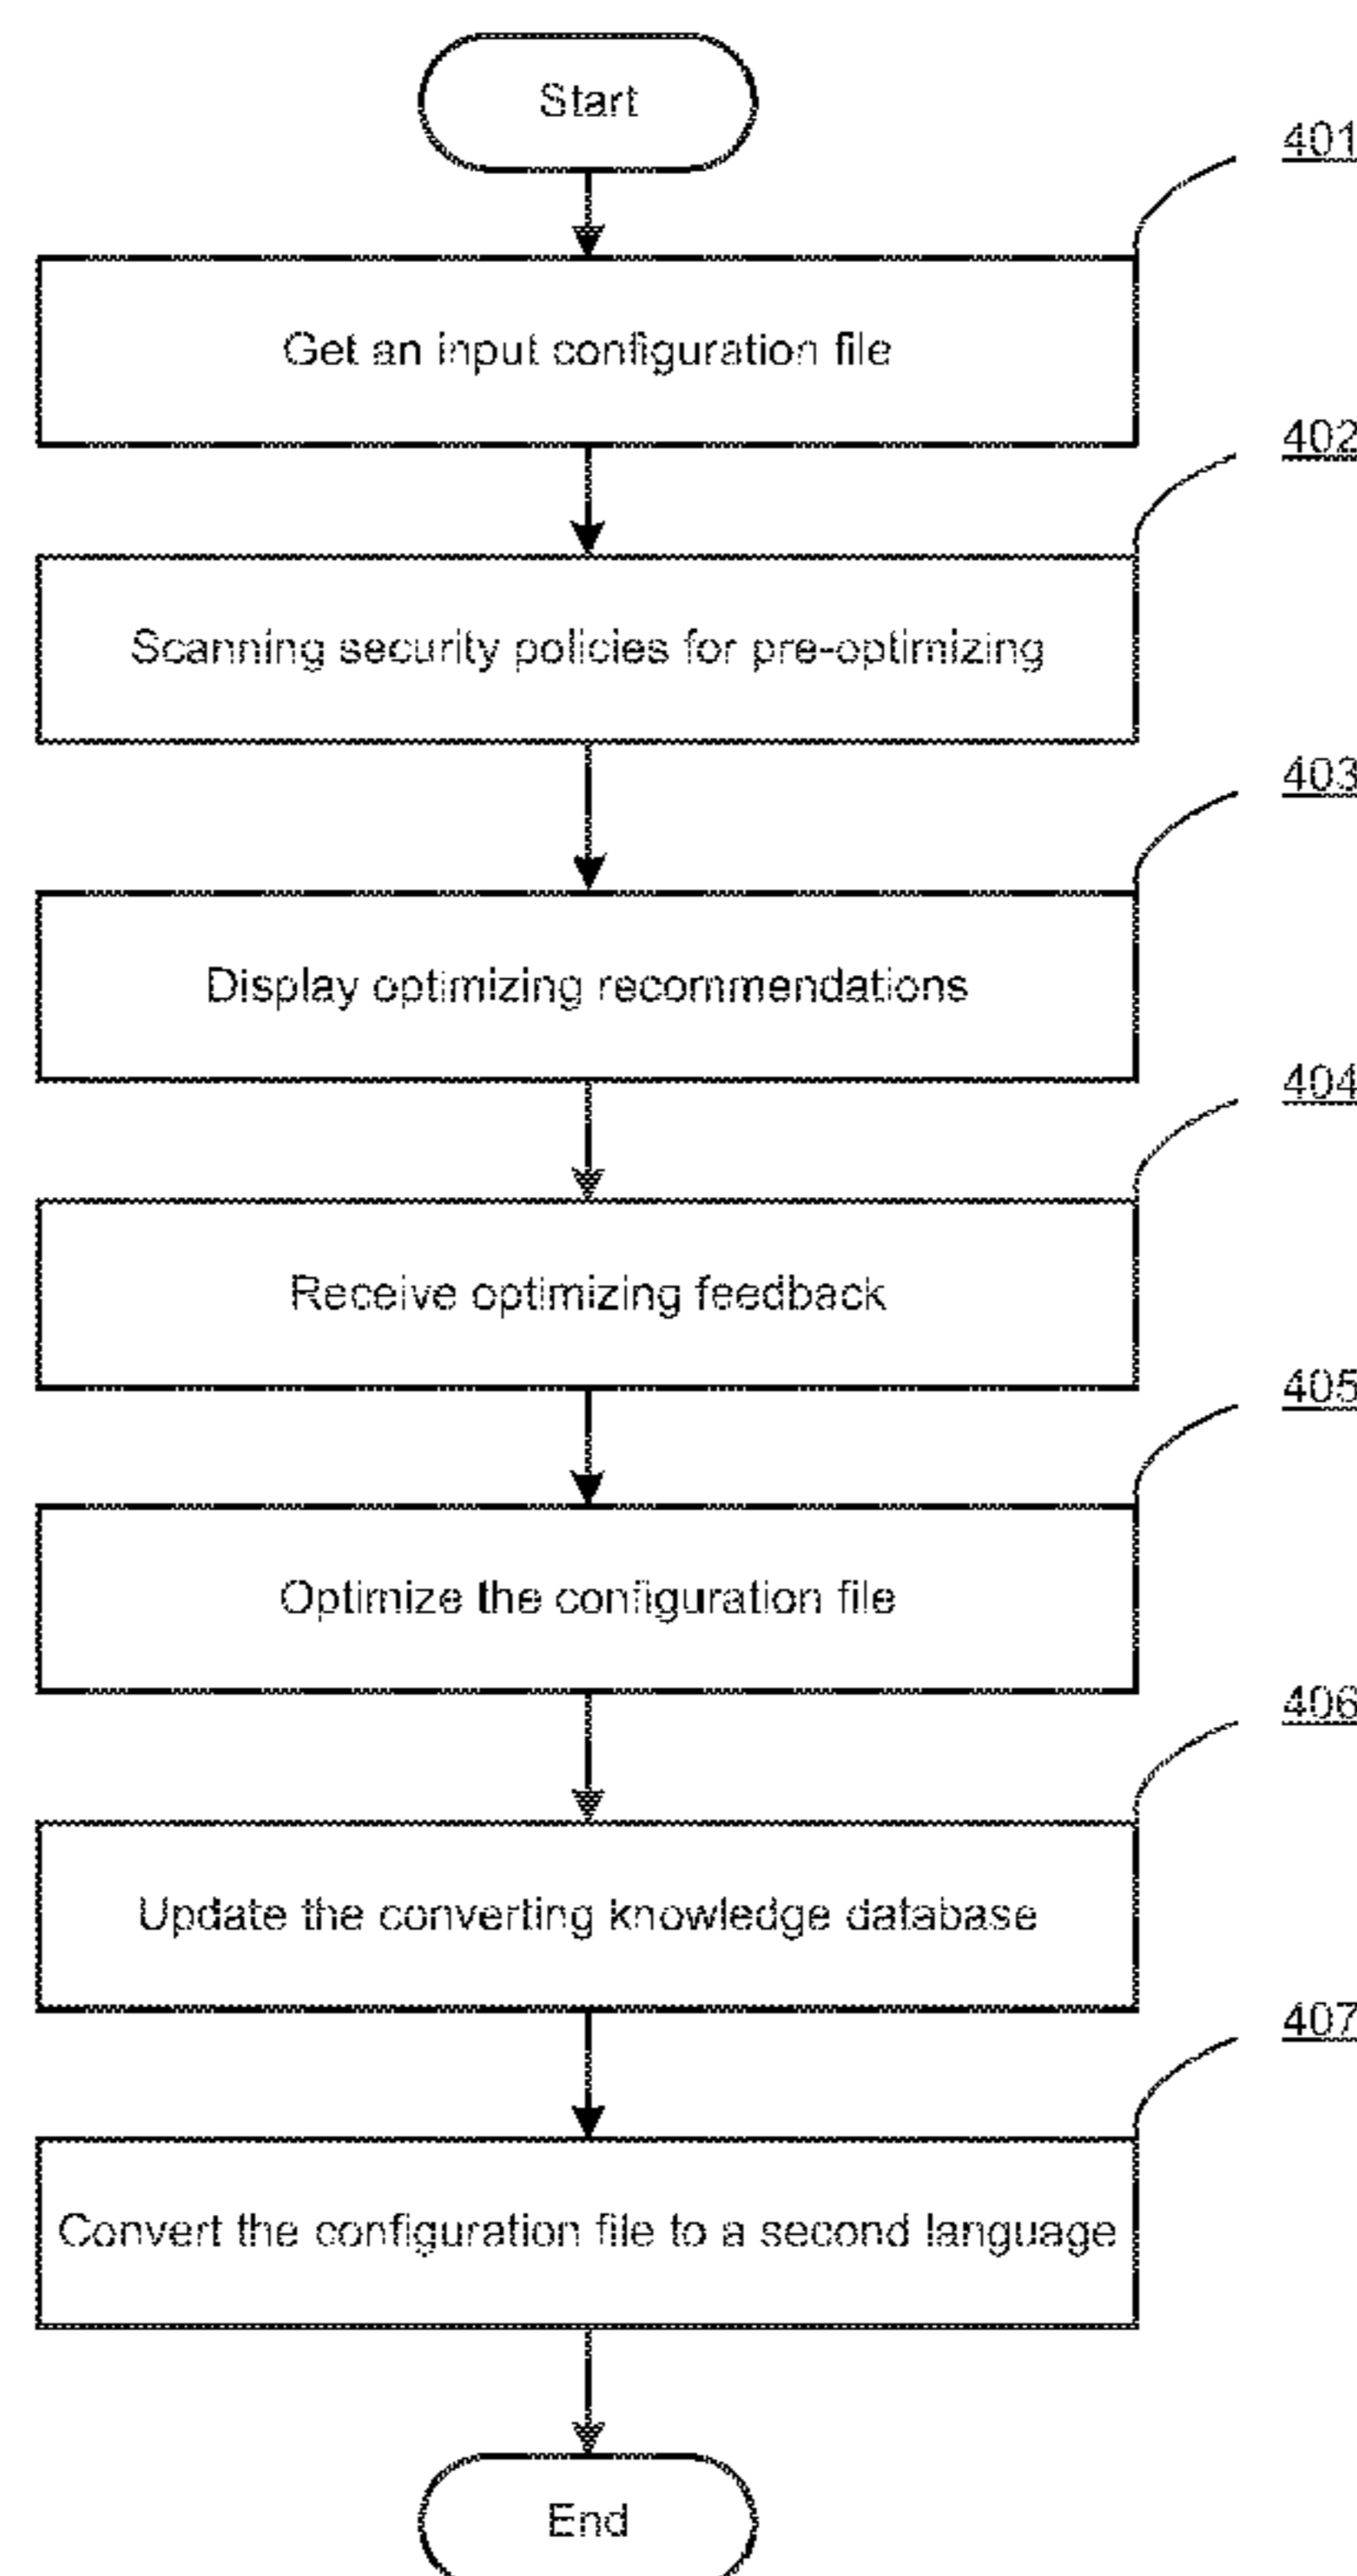 Start
401
Get an input configuration file
402
Scanning security policies for pre-optimizing
403
Display optimizing recommendations
404
Receive optimizing feedback
405
Optimize the configuration file
406
Update the converting knowledge database
407
Convert the configuration file to a second language
End